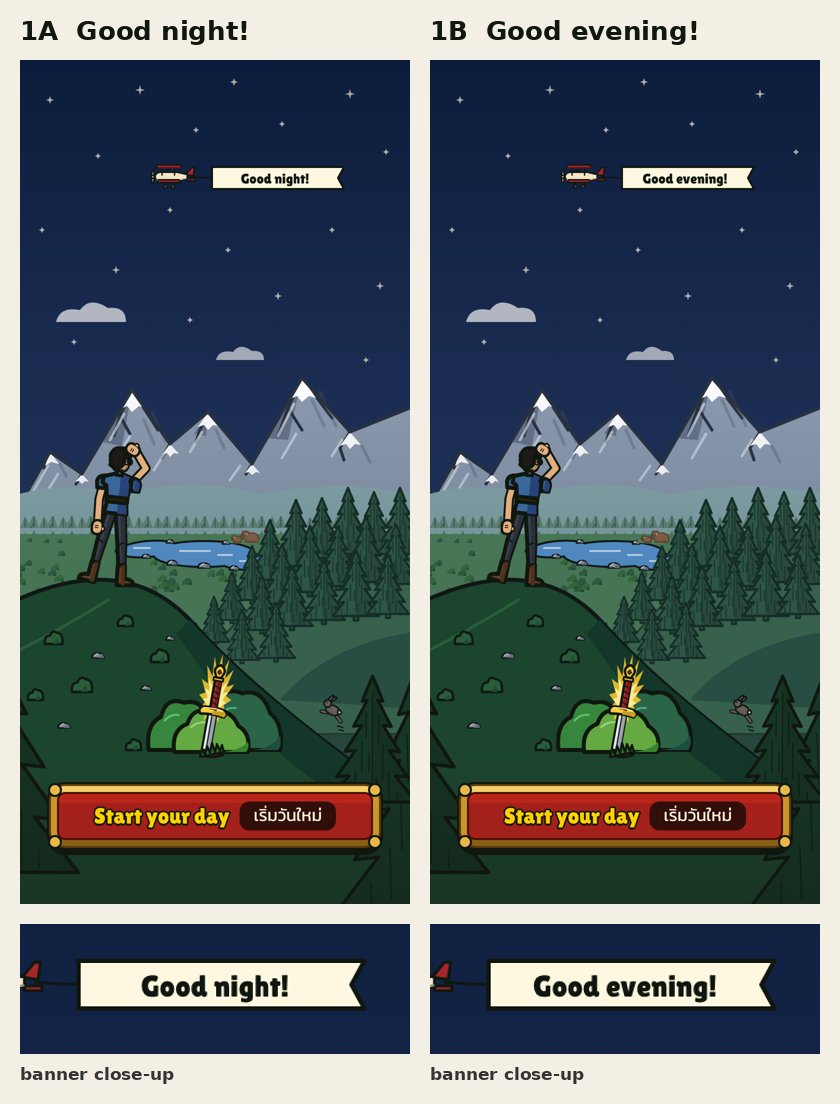 1A Good night!
1B Good evening!
Good night!
Good evening!
Start your day เริ่มวันใหม่
Start your day เริ่มวันใหม่
Good night!
Good evening!
banner close-up
banner close-up